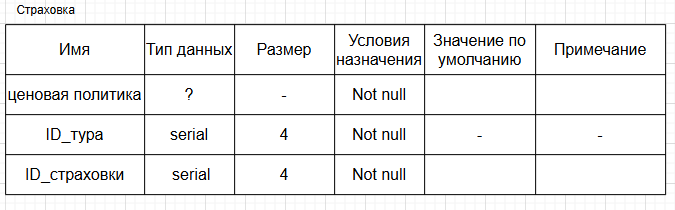 Страховка
Имя Тип данных Размер Условия назначения Значение по умолчанию Примечание
ценовая политика ? - Not null
ID_тура serial 4 Not null - -
ID_страховки serial 4 Not null